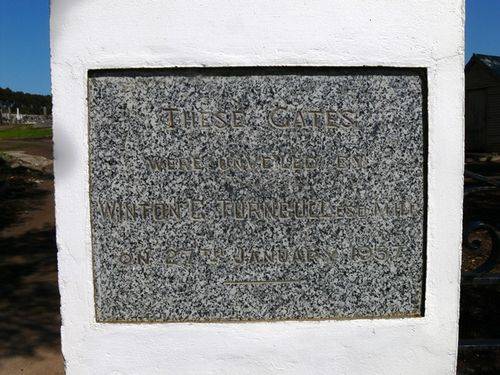 THESE GATES
WERE UNVEILED BY
WINTON G. TURNBULL ESQ. M.H.R.
ON 27TH JANUARY 1957